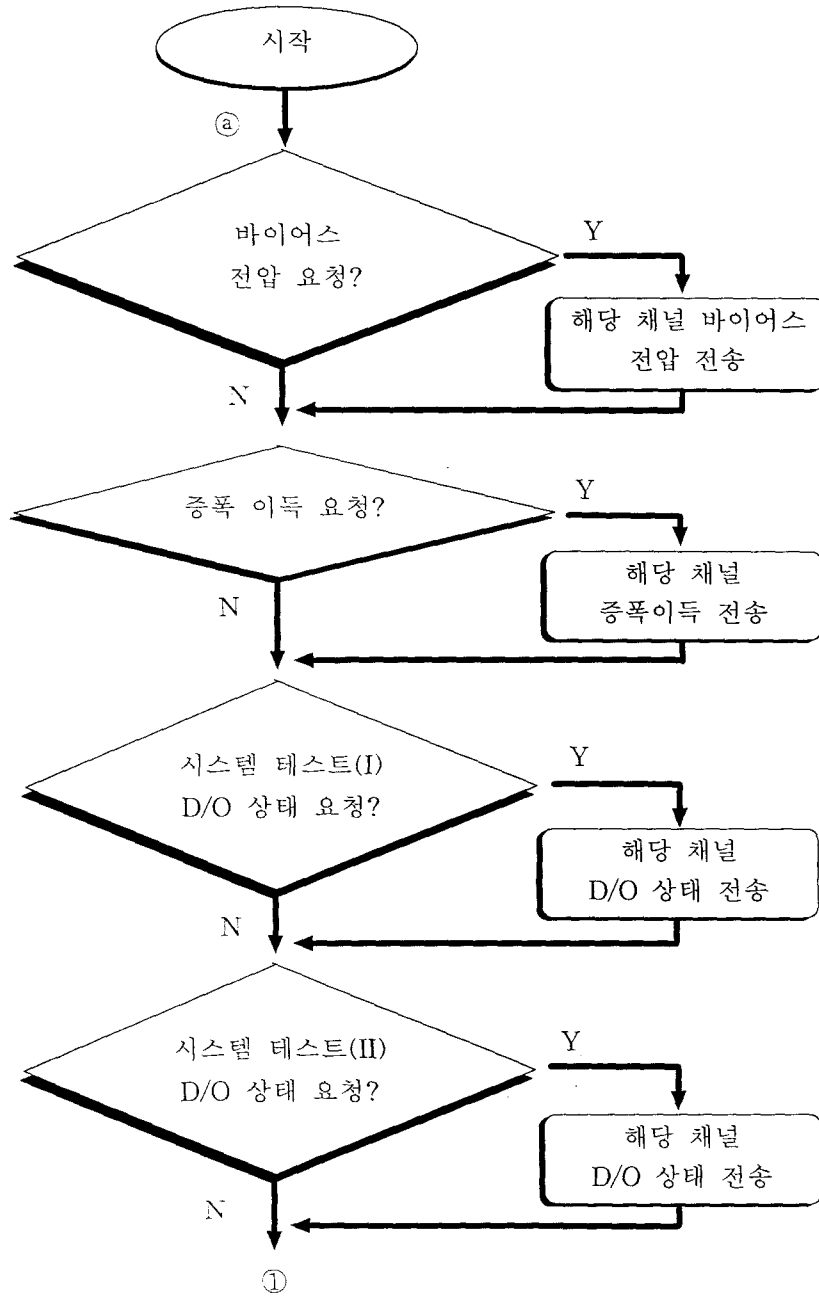 시작
ⓐ
바이어스
전압 요청?
Y
해당 채널 바이어스
전압 전송
N
증폭 이득 요청?
Y
해당 채널
증폭이득 전송
N
시스템 테스트(I)
D/O 상태 요청?
Y
해당 채널
D/O 상태 전송
N
시스템 테스트(II)
D/O 상태 요청?
Y
해당 채널
D/O 상태 전송
N
①